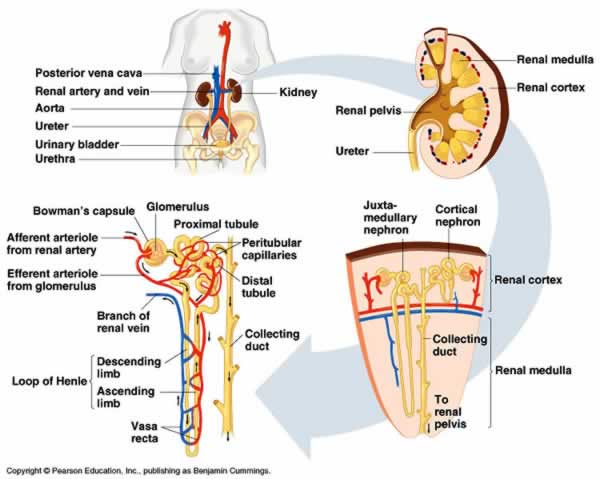 Posterior vena cava
Renal artery and vein
Aorta
Ureter
Urinary bladder
Urethra
Kidney
Renal medulla
Renal cortex
Renal pelvis
Ureter
Bowman's capsule
Glomerulus
Proximal tubule
Afferent arteriole
from renal artery
Peritubular
capillaries
Efferent arteriole
from glomerulus
Distal
tubule
Branch of
renal vein
Collecting
duct
Loop of Henle
Descending
limb
Ascending
limb
Vasa
recta
Juxta-
medullary
nephron
Cortical
nephron
Renal cortex
Collecting
duct
Renal medulla
To
renal
pelvis
Copyright © Pearson Education, Inc., publishing as Benjamin Cummings.